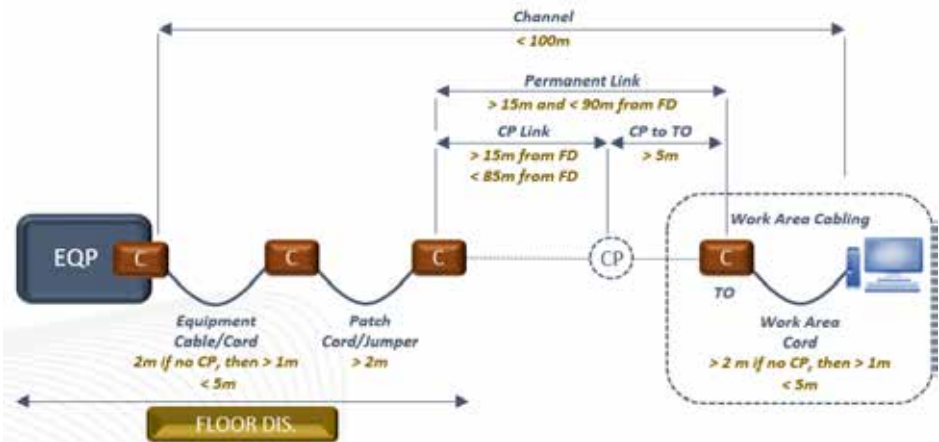 Channel
< 100m
Permanent Link
> 15m and < 90m from FD
CP Link
> 15m from FD
< 85m from FD
CP to TO
> 5m
Work Area Cabling
EQP
C
C
C
CP
C
TO
Equipment
Cable/Cord
2m if no CP, then > 1m
< 5m
Patch
Cord/Jumper
> 2m
Work Area
Cord
> 2 m if no CP, then > 1m
< 5m
FLOOR DIS.